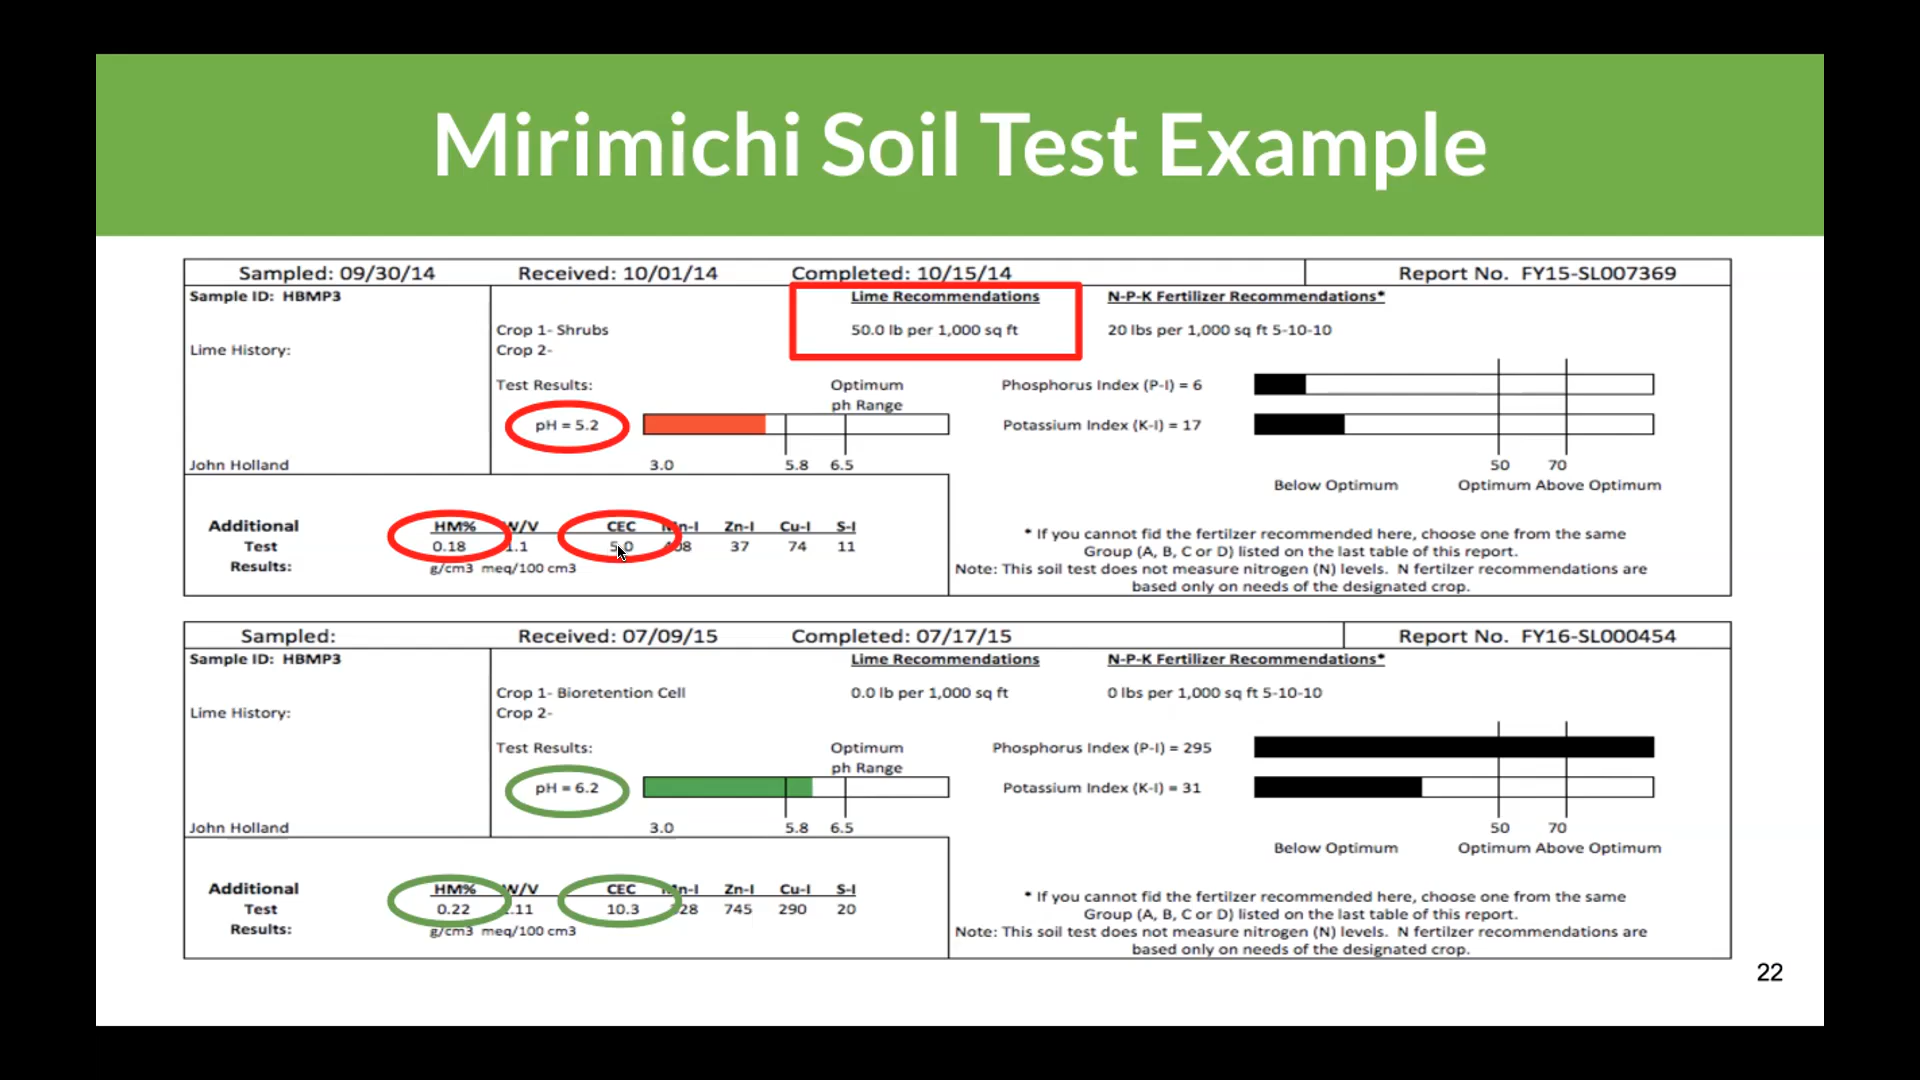 Mirimichi Soil Test Example
Sampled: 09/30/14 Received: 10/01/14 Completed: 10/15/14 Report No. FY15-SL007369
Sample ID: HBMP3 Lime Recommendations N-P-K Fertilizer Recommendations*
Crop 1- Shrubs 50.0 lb per 1,000 sq ft 20 lbs per 1,000 sq ft 5-10-10
Lime History: Crop 2-
Test Results: Optimum Phosphorus Index (P-I) = 6
ph Range
pH = 5.2 Potassium Index (K-I) = 17
John Holland 3.0 5.8 6.5 50 70
Below Optimum Optimum Above Optimum
Additional HM% W/V CEC Mn-I Zn-I Cu-I S-I
Test 0.18 1.1 5.0 37 74 11
Results: g/cm3 meq/100 cm3
* If you cannot fid the fertilzer recommended here, choose one from the same
Group (A, B, C or D) listed on the last table of this report.
Note: This soil test does not measure nitrogen (N) levels. N fertilzer recommendations are
based only on needs of the designated crop.
Sampled: Received: 07/09/15 Completed: 07/17/15 Report No. FY16-SL000454
Sample ID: HBMP3 Lime Recommendations N-P-K Fertilizer Recommendations*
Crop 1- Bioretention Cell 0.0 lb per 1,000 sq ft 0 lbs per 1,000 sq ft 5-10-10
Lime History: Crop 2-
Test Results: Optimum Phosphorus Index (P-I) = 295
ph Range
pH = 6.2 Potassium Index (K-I) = 31
John Holland 3.0 5.8 6.5 50 70
Below Optimum Optimum Above Optimum
Additional HM% W/V CEC Mn-I Zn-I Cu-I S-I
Test 0.22 10.3 745 290 20
Results: g/cm3 meq/100 cm3
* If you cannot fid the fertilzer recommended here, choose one from the same
Group (A, B, C or D) listed on the last table of this report.
Note: This soil test does not measure nitrogen (N) levels. N fertilzer recommendations are
based only on needs of the designated crop.
22